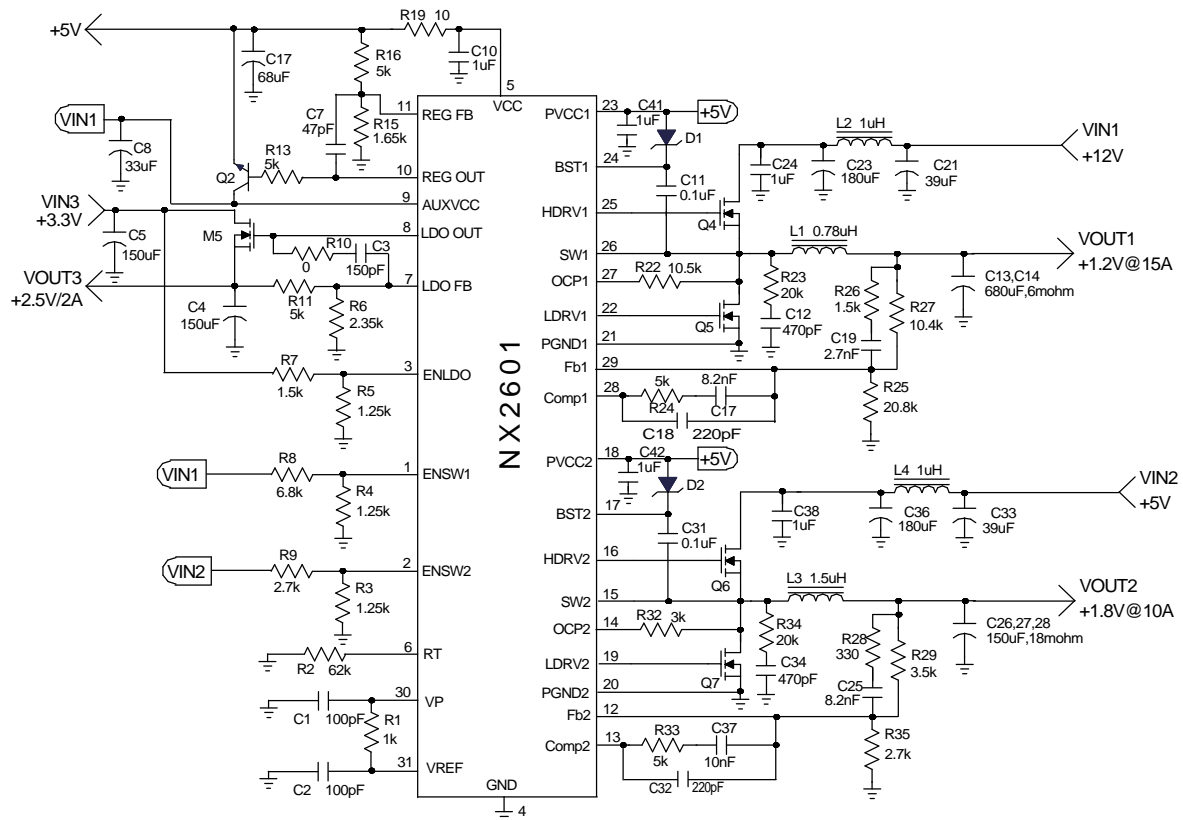 +5V
R19 10
C17
68uF
R16
5k
C10
1uF
5
VCC
VIN1
C8
33uF
C7
47pF
R15
1.65k
11
REG FB
R13
5k
Q2
10
REG OUT
9
AUXVCC
VIN3
+3.3V
C5
150uF
M5
8
LDO OUT
R10
0
C3
150pF
VOUT3
+2.5V/2A
7
LDO FB
R11
5k
C4
150uF
R6
2.35k
R7
1.5k
3
ENLDO
R5
1.25k
VIN1
R8
6.8k
1
ENSW1
R4
1.25k
VIN2
R9
2.7k
2
ENSW2
R3
1.25k
6
RT
R2
62k
30
VP
C1
100pF
R1
1k
31
VREF
C2
100pF
GND
4
NX2601
PVCC1
23
C41
1uF
+5V
D1
BST1
24
C11
0.1uF
HDRV1
25
Q4
C24
1uF
L2 1uH
C23
180uF
C21
39uF
VIN1
+12V
SW1
26
L1 0.78uH
VOUT1
+1.2V@15A
OCP1
27
R22
10.5k
R23
20k
C12
470pF
LDRV1
22
Q5
PGND1
21
R26
1.5k
R27
10.4k
C13,C14
680uF,6mohm
C19
2.7nF
Fb1
29
R25
20.8k
Comp1
28
5k
R24
8.2nF
C17
C18
220pF
PVCC2
18
C42
1uF
+5V
D2
BST2
17
C31
0.1uF
HDRV2
16
Q6
C38
1uF
L4 1uH
C36
180uF
C33
39uF
VIN2
+5V
SW2
15
L3 1.5uH
VOUT2
+1.8V@10A
OCP2
14
R32
3k
R34
20k
C34
470pF
LDRV2
19
Q7
PGND2
20
R28
330
R29
3.5k
C26,27,28
150uF,18mohm
C25
8.2nF
Fb2
12
R35
2.7k
Comp2
13
R33
5k
C37
10nF
C32
220pF